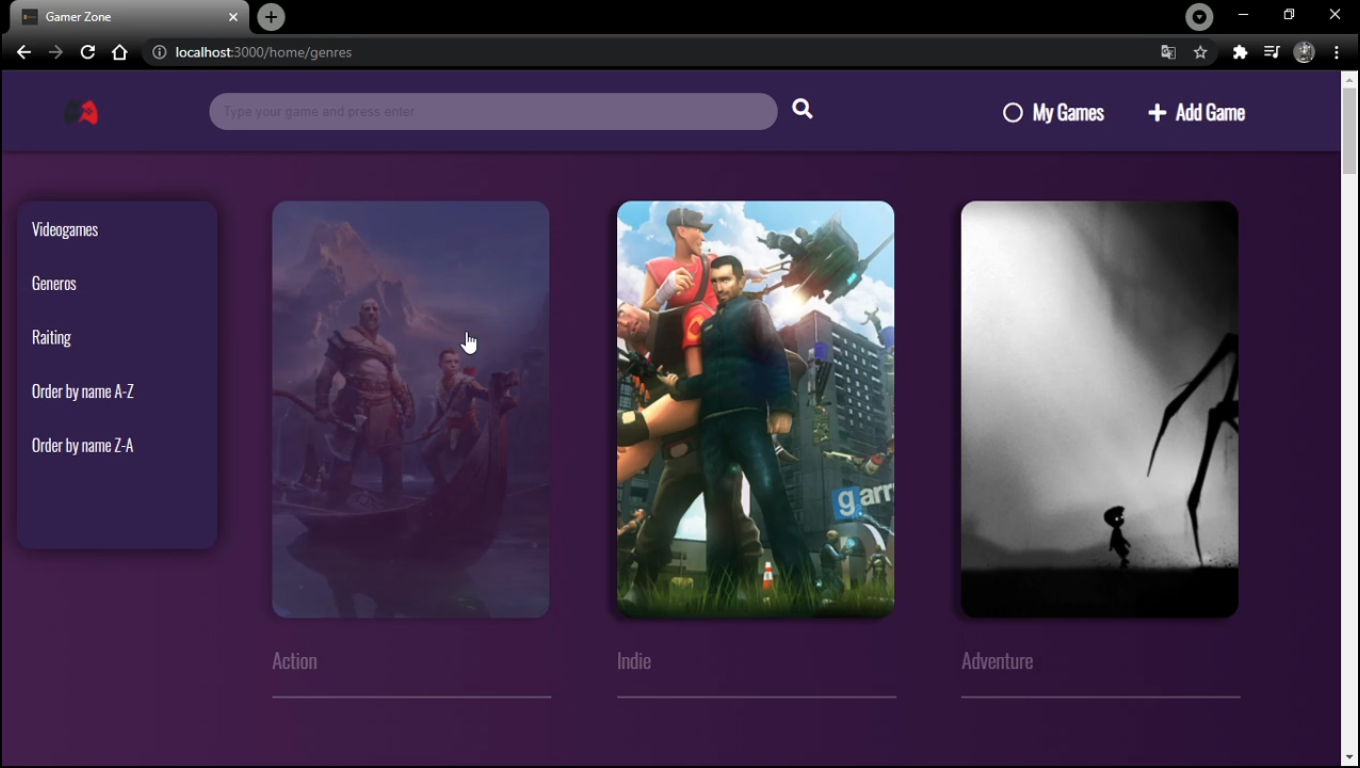 Gamer Zone
localhost:3000/home/genres
Type your game and press enter
My Games
Add Game
Videogames
Generos
Raiting
Order by name A-Z
Order by name Z-A
garr
Action
Indie
Adventure